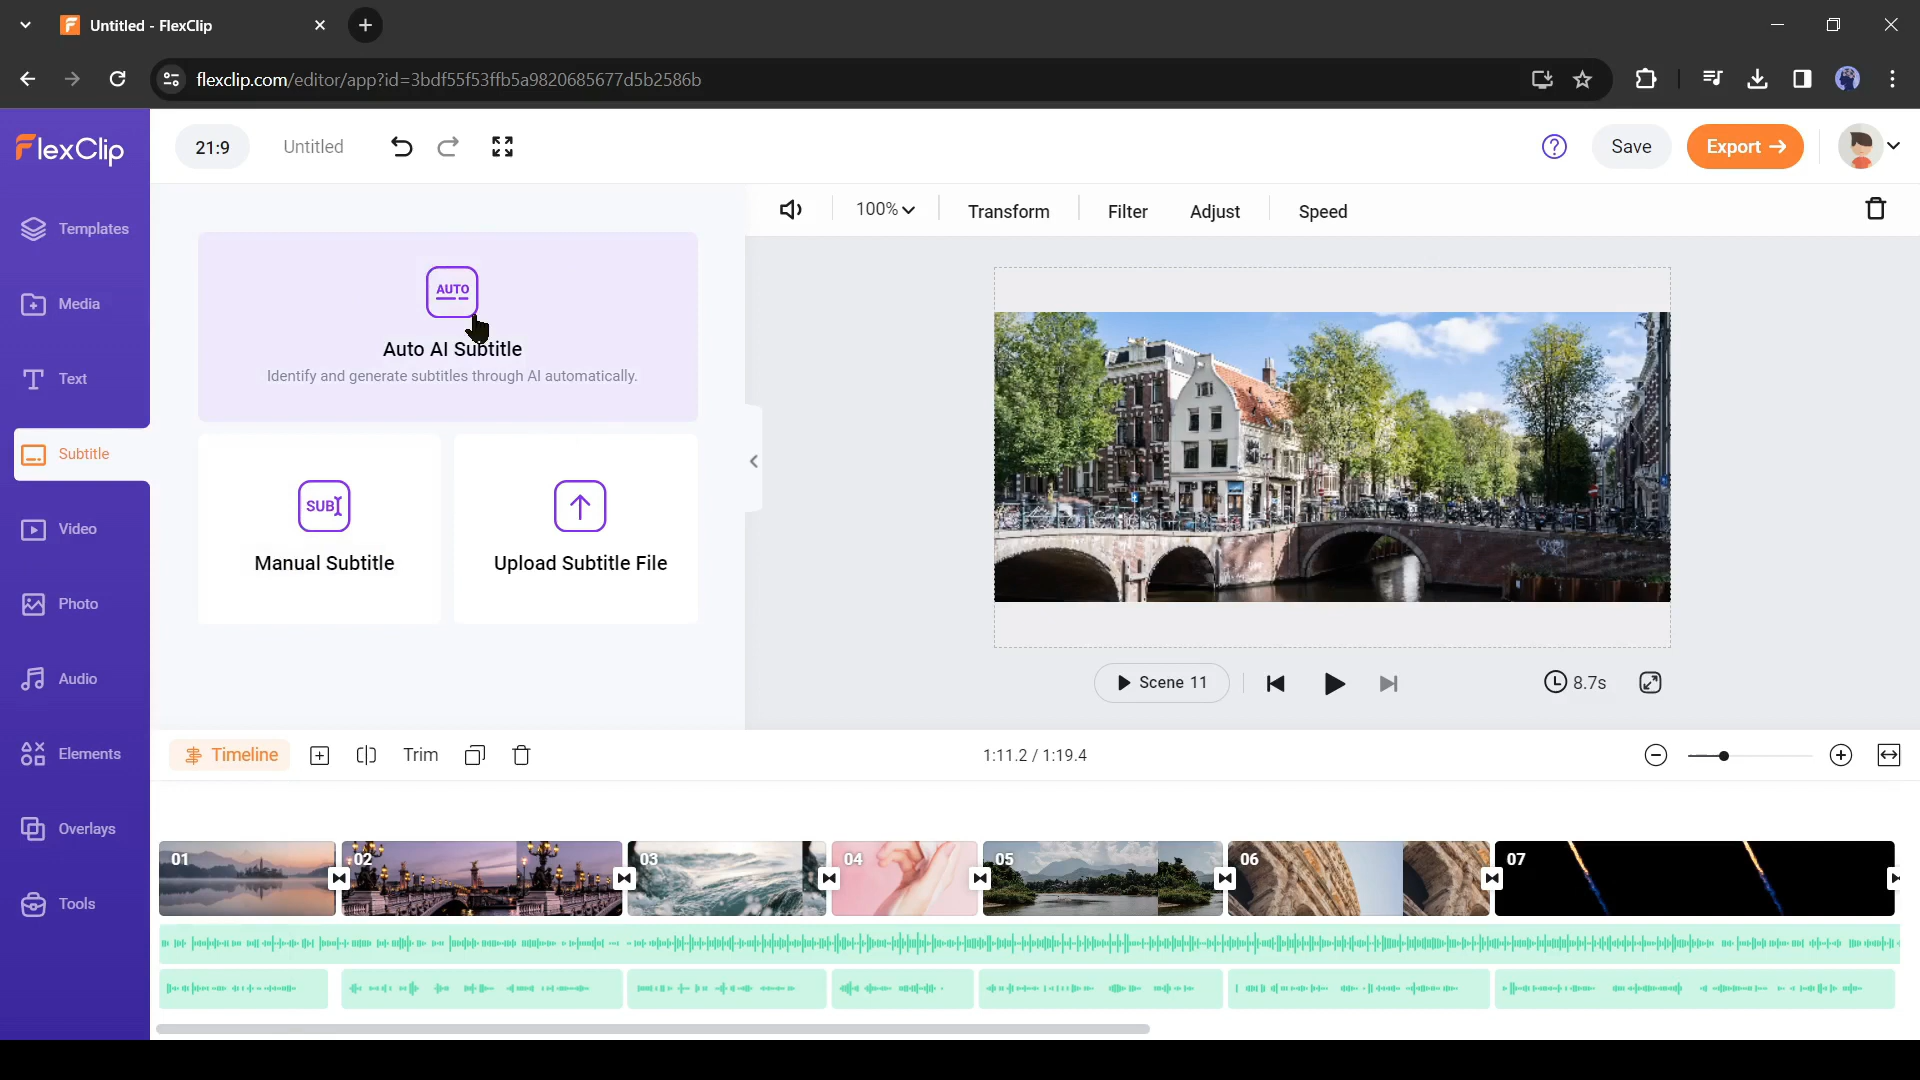 Untitled - FlexClip
flexclip.com/editor/app?id=3bdf55f53ffb5a9820685677d5b2586b
FlexClip
21:9
Untitled
Save
Export
Templates
Media
Text
Subtitle
Video
Photo
Audio
Elements
Overlays
Tools
AUTO
Auto AI Subtitle
Identify and generate subtitles through AI automatically.
SUB
Manual Subtitle
Upload Subtitle File
100%
Transform
Filter
Adjust
Speed
Scene 11
8.7s
Timeline
Trim
1:11.2 / 1:19.4
01
02
03
04
05
06
07